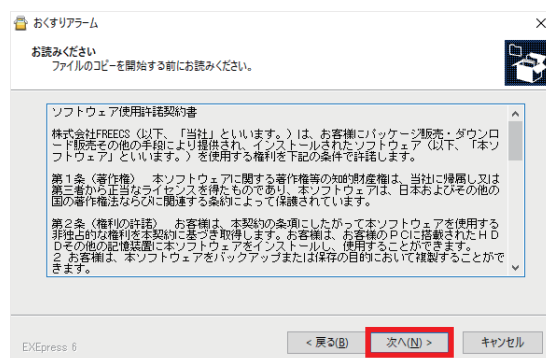 おくすりアラーム
お読みください
ファイルのコピーを開始する前にお読みください。
ソフトウェア使用許諾契約書
株式会社FREECS（以下、「当社」といいます。）は、お客様にパッケージ販売・ダウンロ
ード販売その他の手段により提供され、インストールされたソフトウェア（以下、「本ソ
フトウェア」といいます。）を使用する権利を下記の条件で許諾します。
第１条（著作権）　本ソフトウェアに関する著作権等の知的財産権は、当社に帰属し又は
第三者から正当なライセンスを得たものであり、本ソフトウェアは、日本およびその他の
国の著作権法ならびに関連する条約によって保護されています。
第２条（権利の許諾）　お客様は、本契約の条項にしたがって本ソフトウェアを使用する
非独占的な権利を本契約に基づき取得します。お客様は、お客様のＰＣに搭載されたＨＤ
Ｄその他の記憶装置に本ソフトウェアをインストールし、使用することができます。
２ お客様は、本ソフトウェアをバックアップまたは保存の目的において複製することがで
きます。
EXEpress 6
< 戻る(B)
次へ(N) >
キャンセル